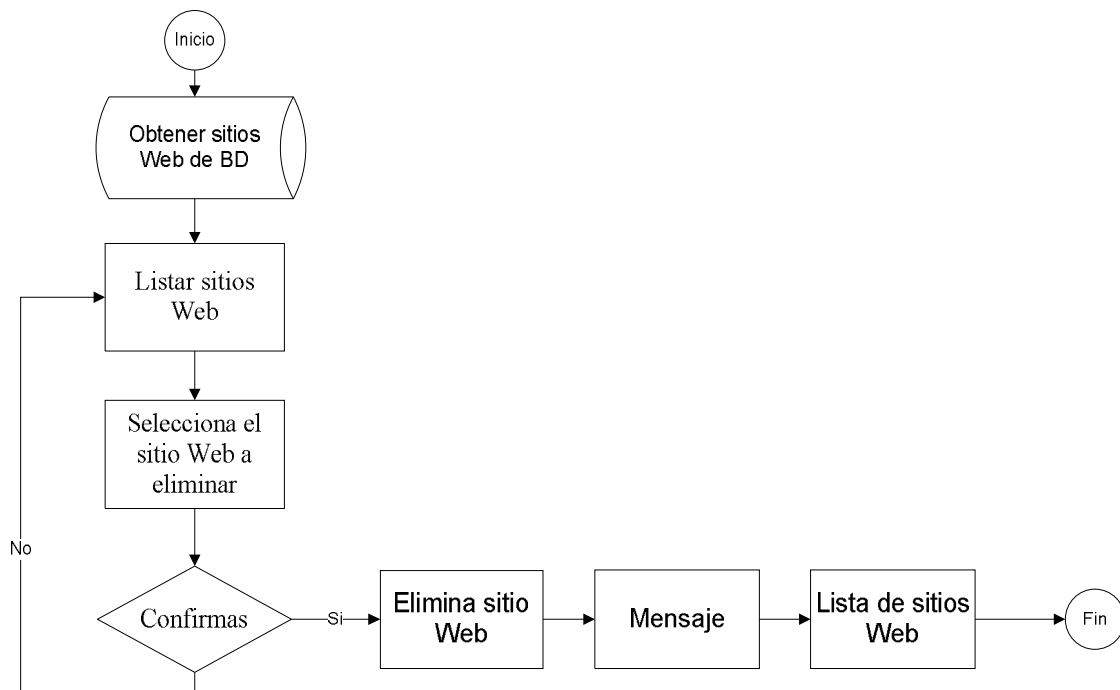 Inicio
Obtener sitios
Web de BD
Listar sitios
Web
Selecciona el
sitio Web a
eliminar
No
Confirmas
Si
Elimina sitio
Web
Mensaje
Lista de sitios
Web
Fin